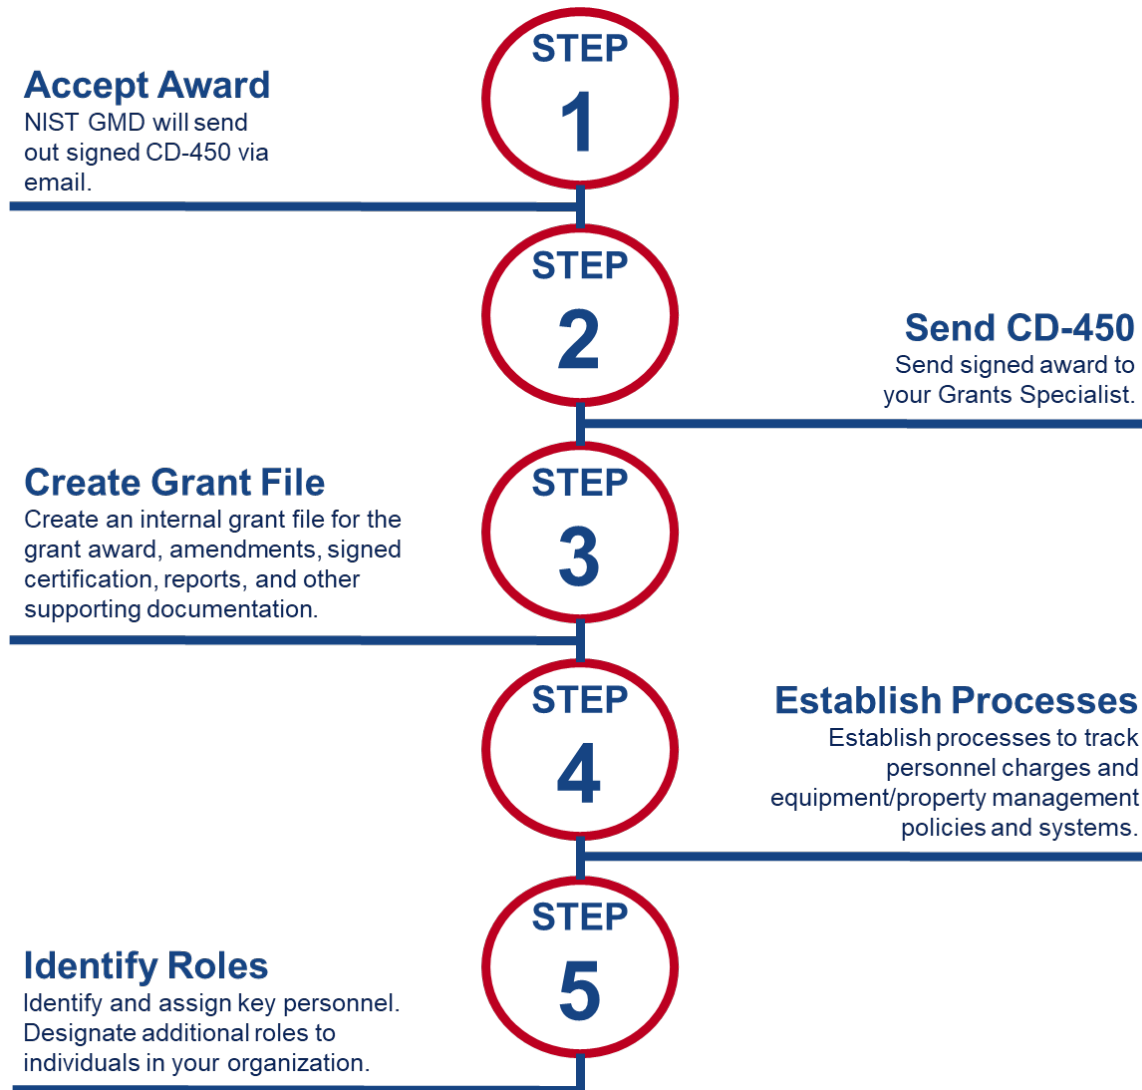 STEP
1
Accept Award
NIST GMD will send
out signed CD-450 via
email.
STEP
2
Send CD-450
Send signed award to
your Grants Specialist.
STEP
3
Create Grant File
Create an internal grant file for the
grant award, amendments, signed
certification, reports, and other
supporting documentation.
STEP
4
Establish Processes
Establish processes to track
personnel charges and
equipment/property management
policies and systems.
STEP
5
Identify Roles
Identify and assign key personnel.
Designate additional roles to
individuals in your organization.